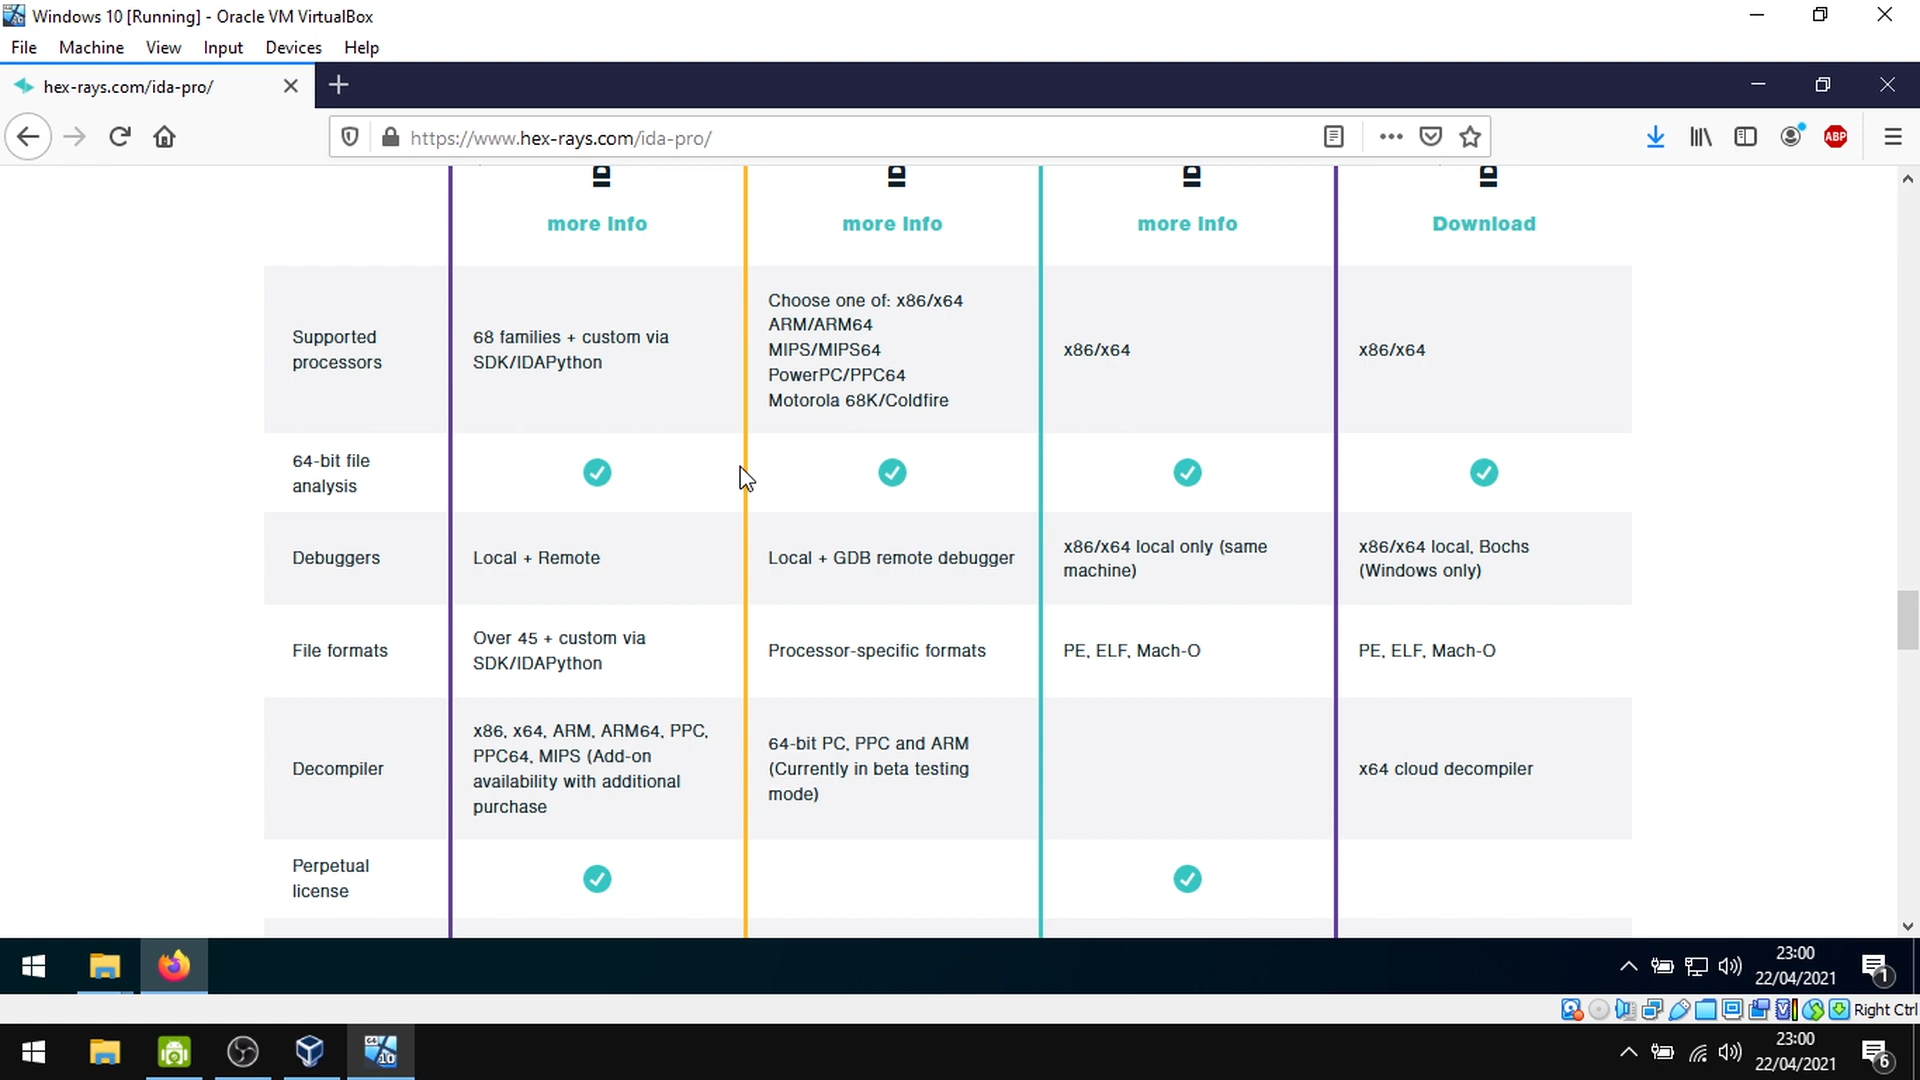 Windows 10 [Running] - Oracle VM VirtualBox
File Machine View Input Devices Help
hex-rays.com/ida-pro/
https://www.hex-rays.com/ida-pro/
ABP
more Info
more Info
more Info
Download
Supported
processors
68 families + custom via
SDK/IDAPython
Choose one of: x86/x64
ARM/ARM64
MIPS/MIPS64
PowerPC/PPC64
Motorola 68K/Coldfire
x86/x64
x86/x64
64-bit file
analysis
Debuggers
Local + Remote
Local + GDB remote debugger
x86/x64 local only (same
machine)
x86/x64 local, Bochs
(Windows only)
File formats
Over 45 + custom via
SDK/IDAPython
Processor-specific formats
PE, ELF, Mach-O
PE, ELF, Mach-O
Decompiler
x86, x64, ARM, ARM64, PPC,
PPC64, MIPS (Add-on
availability with additional
purchase
64-bit PC, PPC and ARM
(Currently in beta testing
mode)
x64 cloud decompiler
Perpetual
license
23:00
22/04/2021
1
Right Ctrl
64
10
23:00
22/04/2021
6